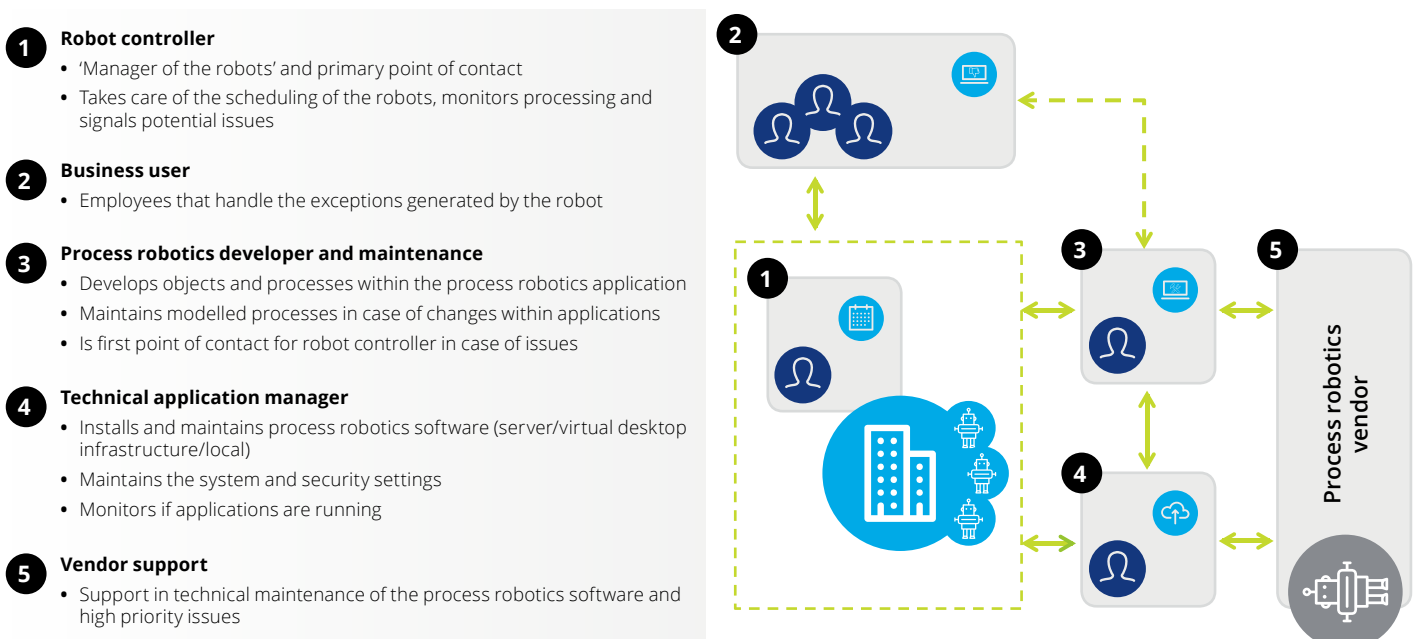 1
Robot controller
• ‘Manager of the robots’ and primary point of contact
• Takes care of the scheduling of the robots, monitors processing and
signals potential issues
2
Business user
• Employees that handle the exceptions generated by the robot
3
Process robotics developer and maintenance
• Develops objects and processes within the process robotics application
• Maintains modelled processes in case of changes within applications
• Is first point of contact for robot controller in case of issues
4
Technical application manager
• Installs and maintains process robotics software (server/virtual desktop
infrastructure/local)
• Maintains the system and security settings
• Monitors if applications are running
5
Vendor support
• Support in technical maintenance of the process robotics software and
high priority issues
2
1
3
5
4
Process robotics
vendor